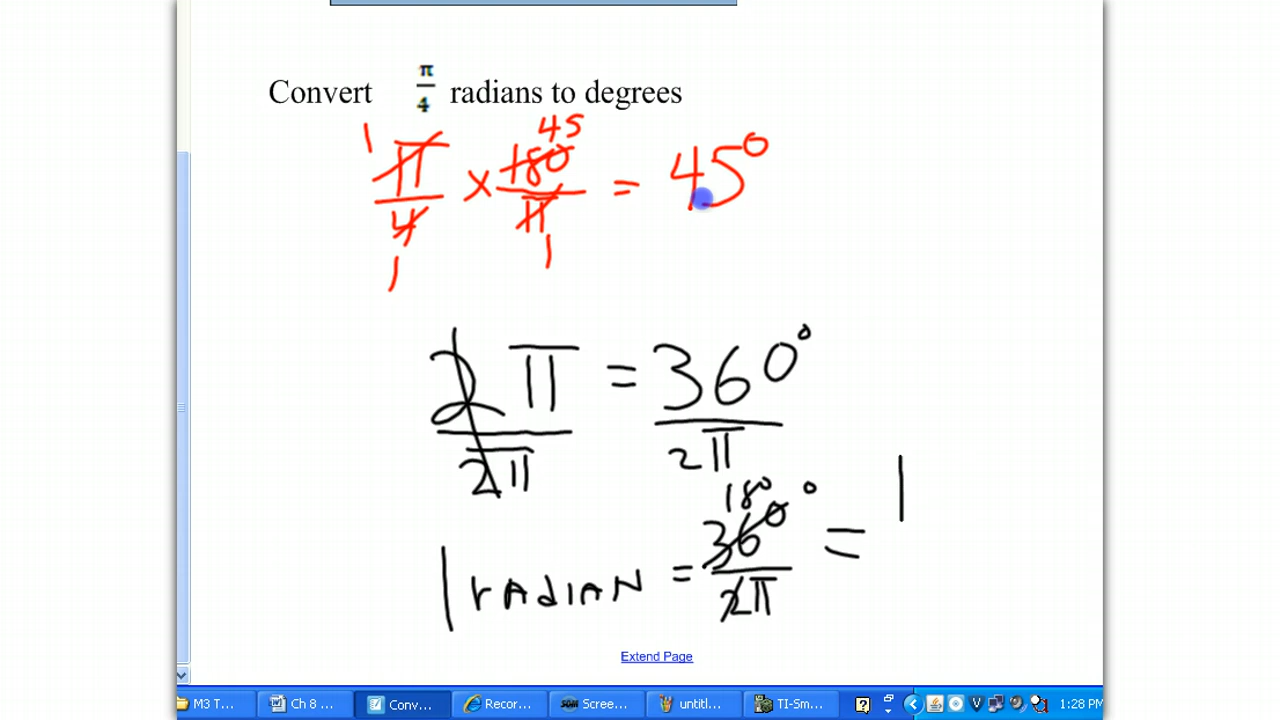 Convert π/4 radians to degrees
1 π/4 1 × 180/π 45 1 = 45°
2π/2π = 360°/2π
1 RADIAN = 360°/2π 180 = 1
Extend Page
M3 T... Ch 8 ... Conv... Recor... Scree... untitl... TI-Sm... 1:28 PM